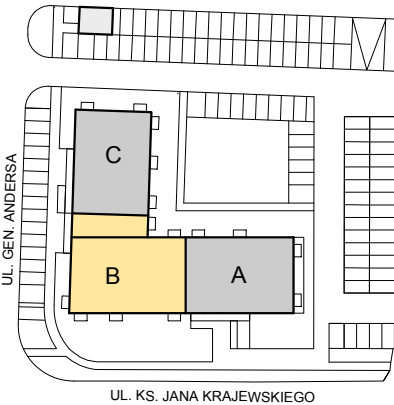 C
UL. GEN. ANDERSA
B
A
UL. KS. JANA KRAJEWSKIEGO